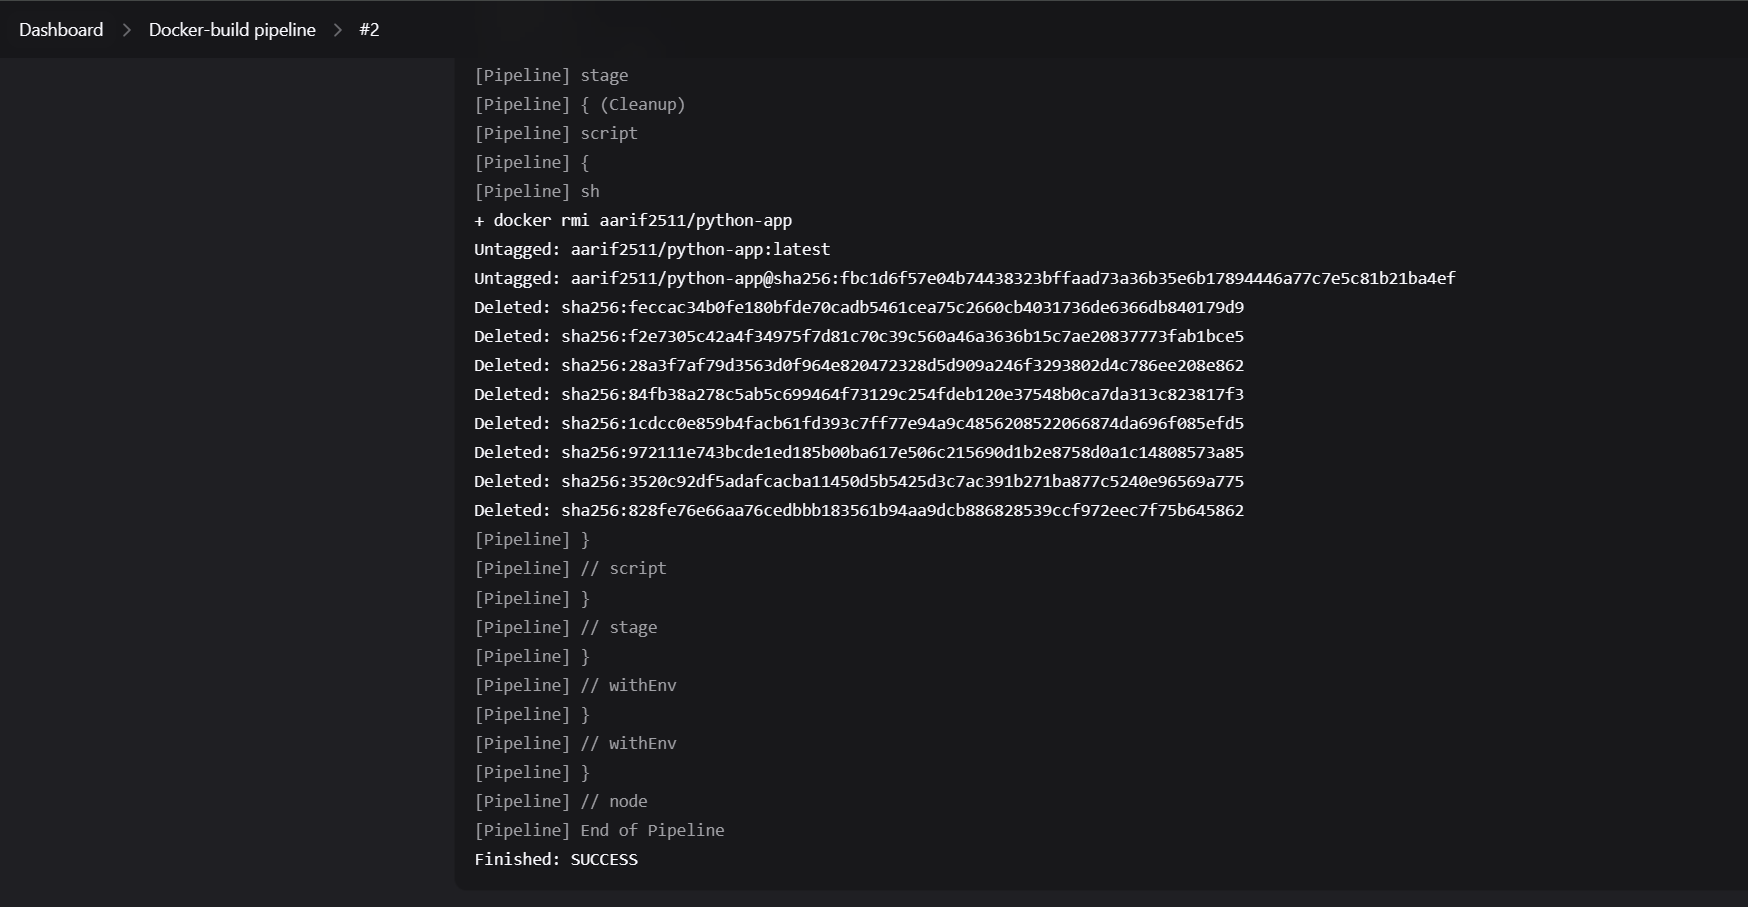 Dashboard > Docker-build pipeline > #2
[Pipeline] stage
[Pipeline] { (Cleanup)
[Pipeline] script
[Pipeline] {
[Pipeline] sh
+ docker rmi aarif2511/python-app
Untagged: aarif2511/python-app:latest
Untagged: aarif2511/python-app@sha256:fbc1d6f57e04b74438323bffaad73a36b35e6b17894446a77c7e5c81b21ba4ef
Deleted: sha256:feccac34b0fe180bfde70cadb5461cea75c2660cb4031736de6366db840179d9
Deleted: sha256:f2e7305c42a4f34975f7d81c70c39c560a46a3636b15c7ae20837773fab1bce5
Deleted: sha256:28a3f7af79d3563d0f964e820472328d5d909a246f3293802d4c786ee208e862
Deleted: sha256:84fb38a278c5ab5c699464f73129c254fdeb120e37548b0ca7da313c823817f3
Deleted: sha256:1cdcc0e859b4facb61fd393c7ff77e94a9c4856208522066874da696f085efd5
Deleted: sha256:972111e743bcde1ed185b00ba617e506c215690d1b2e8758d0a1c14808573a85
Deleted: sha256:3520c92df5adafcacba11450d5b5425d3c7ac391b271ba877c5240e96569a775
Deleted: sha256:828fe76e66aa76cedbbb183561b94aa9dcb886828539ccf972eec7f75b645862
[Pipeline] }
[Pipeline] // script
[Pipeline] }
[Pipeline] // stage
[Pipeline] }
[Pipeline] // withEnv
[Pipeline] }
[Pipeline] // withEnv
[Pipeline] }
[Pipeline] // node
[Pipeline] End of Pipeline
Finished: SUCCESS